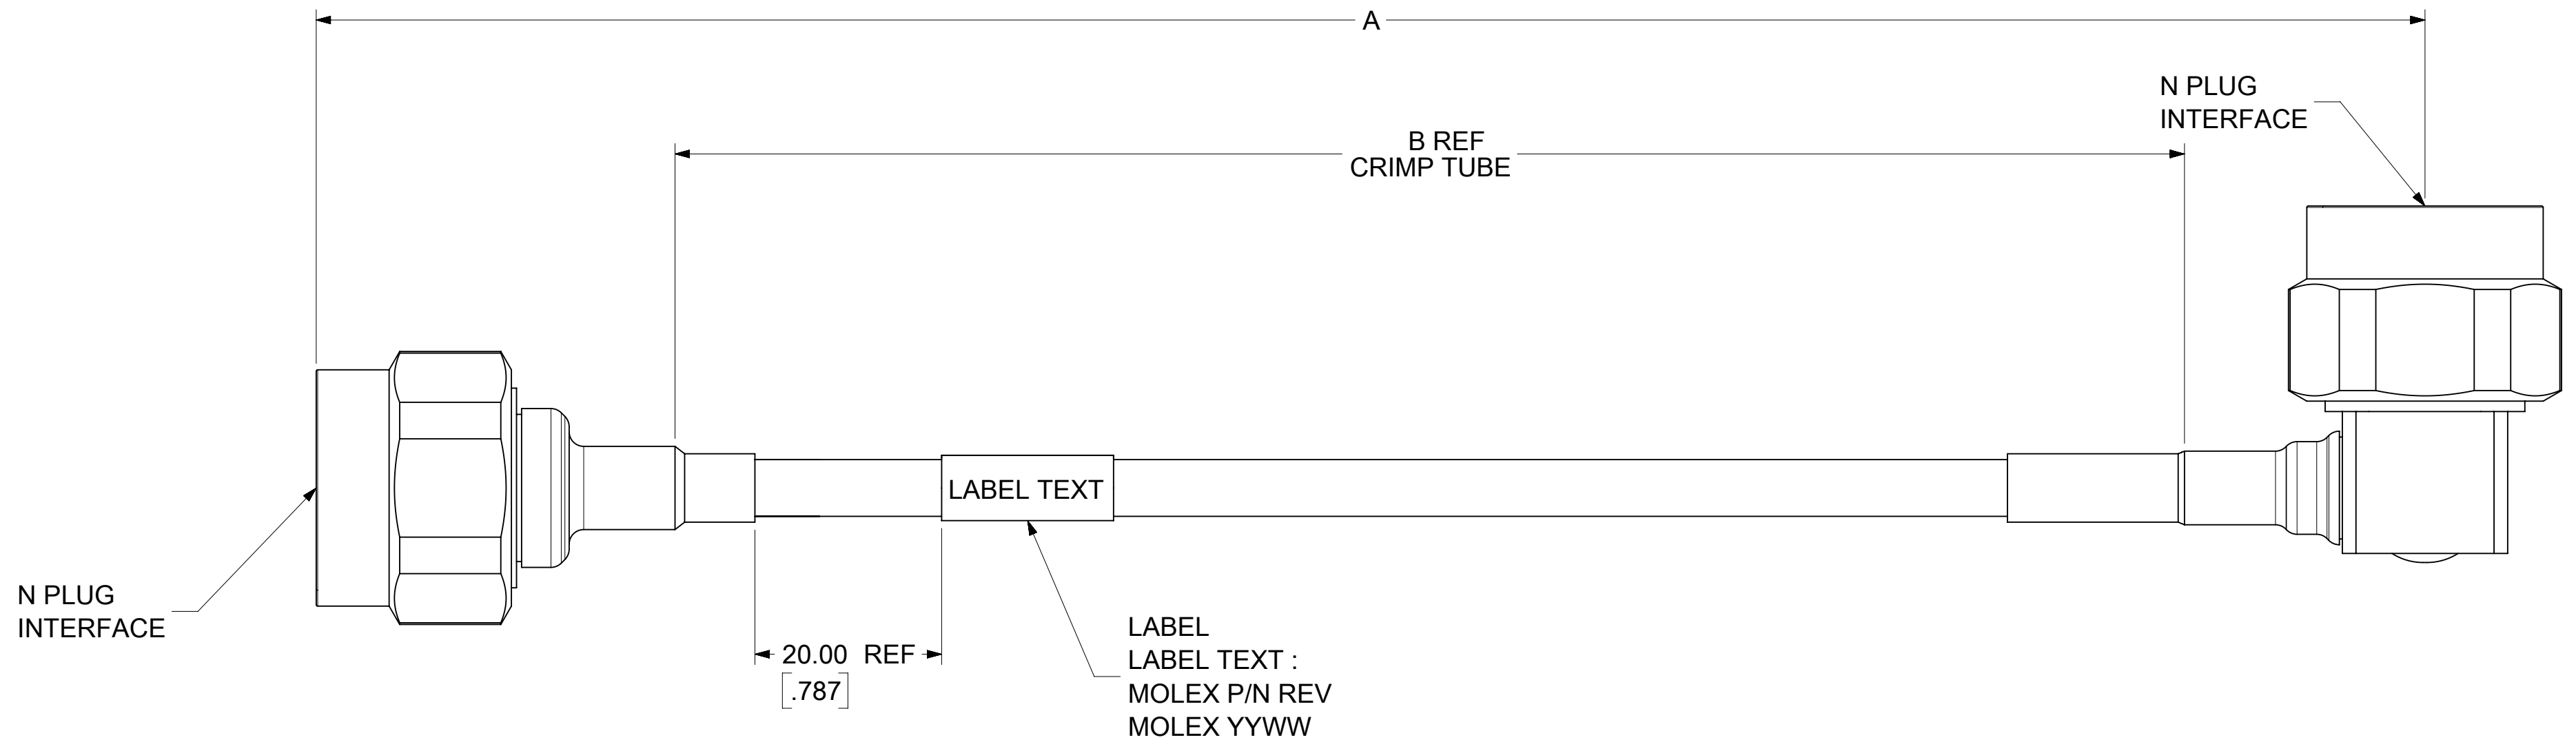 A
N PLUG
INTERFACE
B REF
CRIMP TUBE
LABEL TEXT
N PLUG
INTERFACE
20.00 REF
[.787]
LABEL
LABEL TEXT :
MOLEX P/N REV
MOLEX YYWW